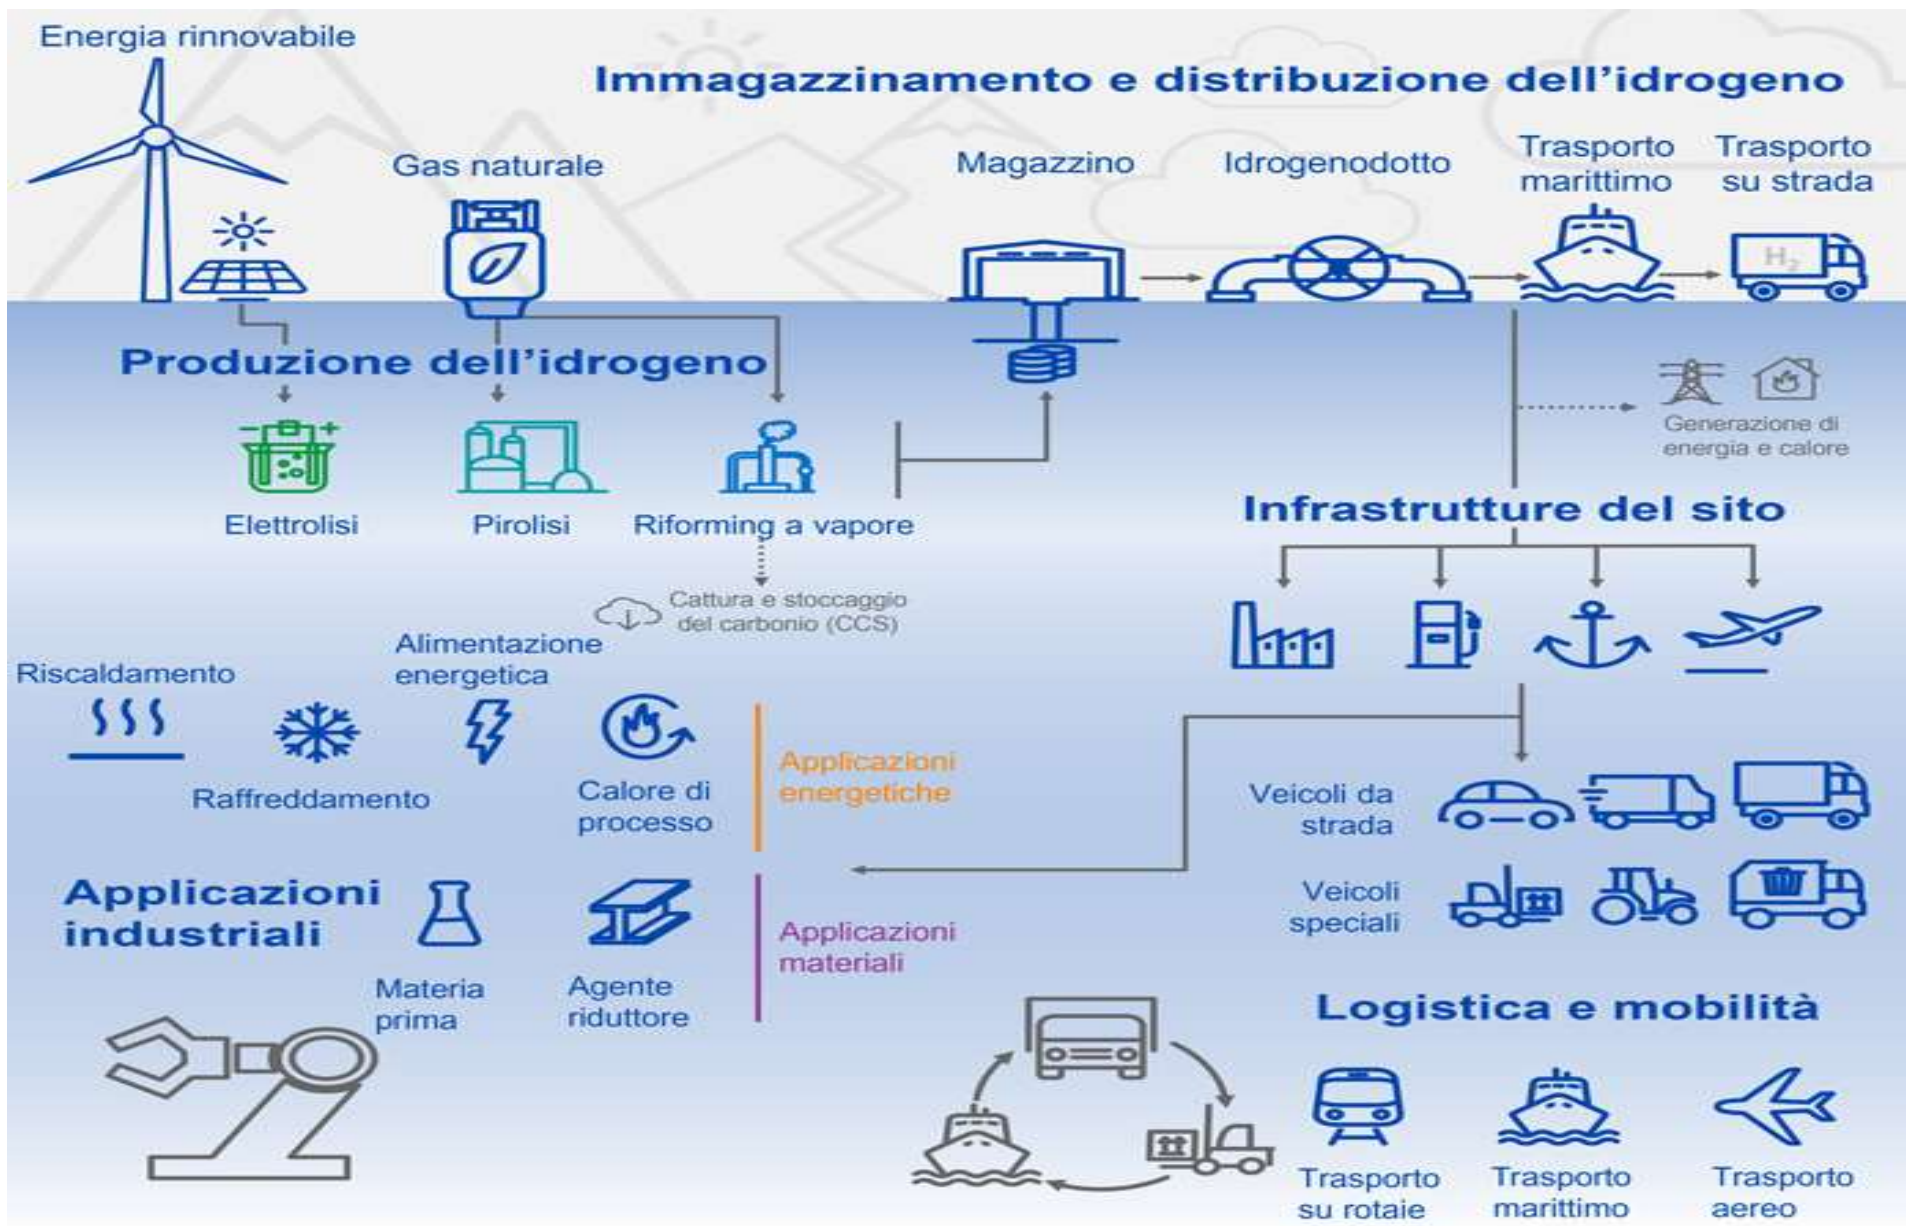 Energia rinnovabile
Immagazzinamento e distribuzione dell'idrogeno
Gas naturale
Magazzino
Idrogenodotto
Trasporto
marittimo
Trasporto
su strada
H₂
Produzione dell'idrogeno
Generazione di
energia e calore
- +
Elettrolisi
Pirolisi
Riforming a vapore
Infrastrutture del sito
Cattura e stoccaggio
del carbonio (CCS)
Riscaldamento
Raffreddamento
Alimentazione
energetica
Calore di
processo
Applicazioni
energetiche
Veicoli da
strada
Veicoli
speciali
Applicazioni
industriali
Materia
prima
Agente
riduttore
Applicazioni
materiali
Logistica e mobilità
Trasporto
su rotaie
Trasporto
marittimo
Trasporto
aereo